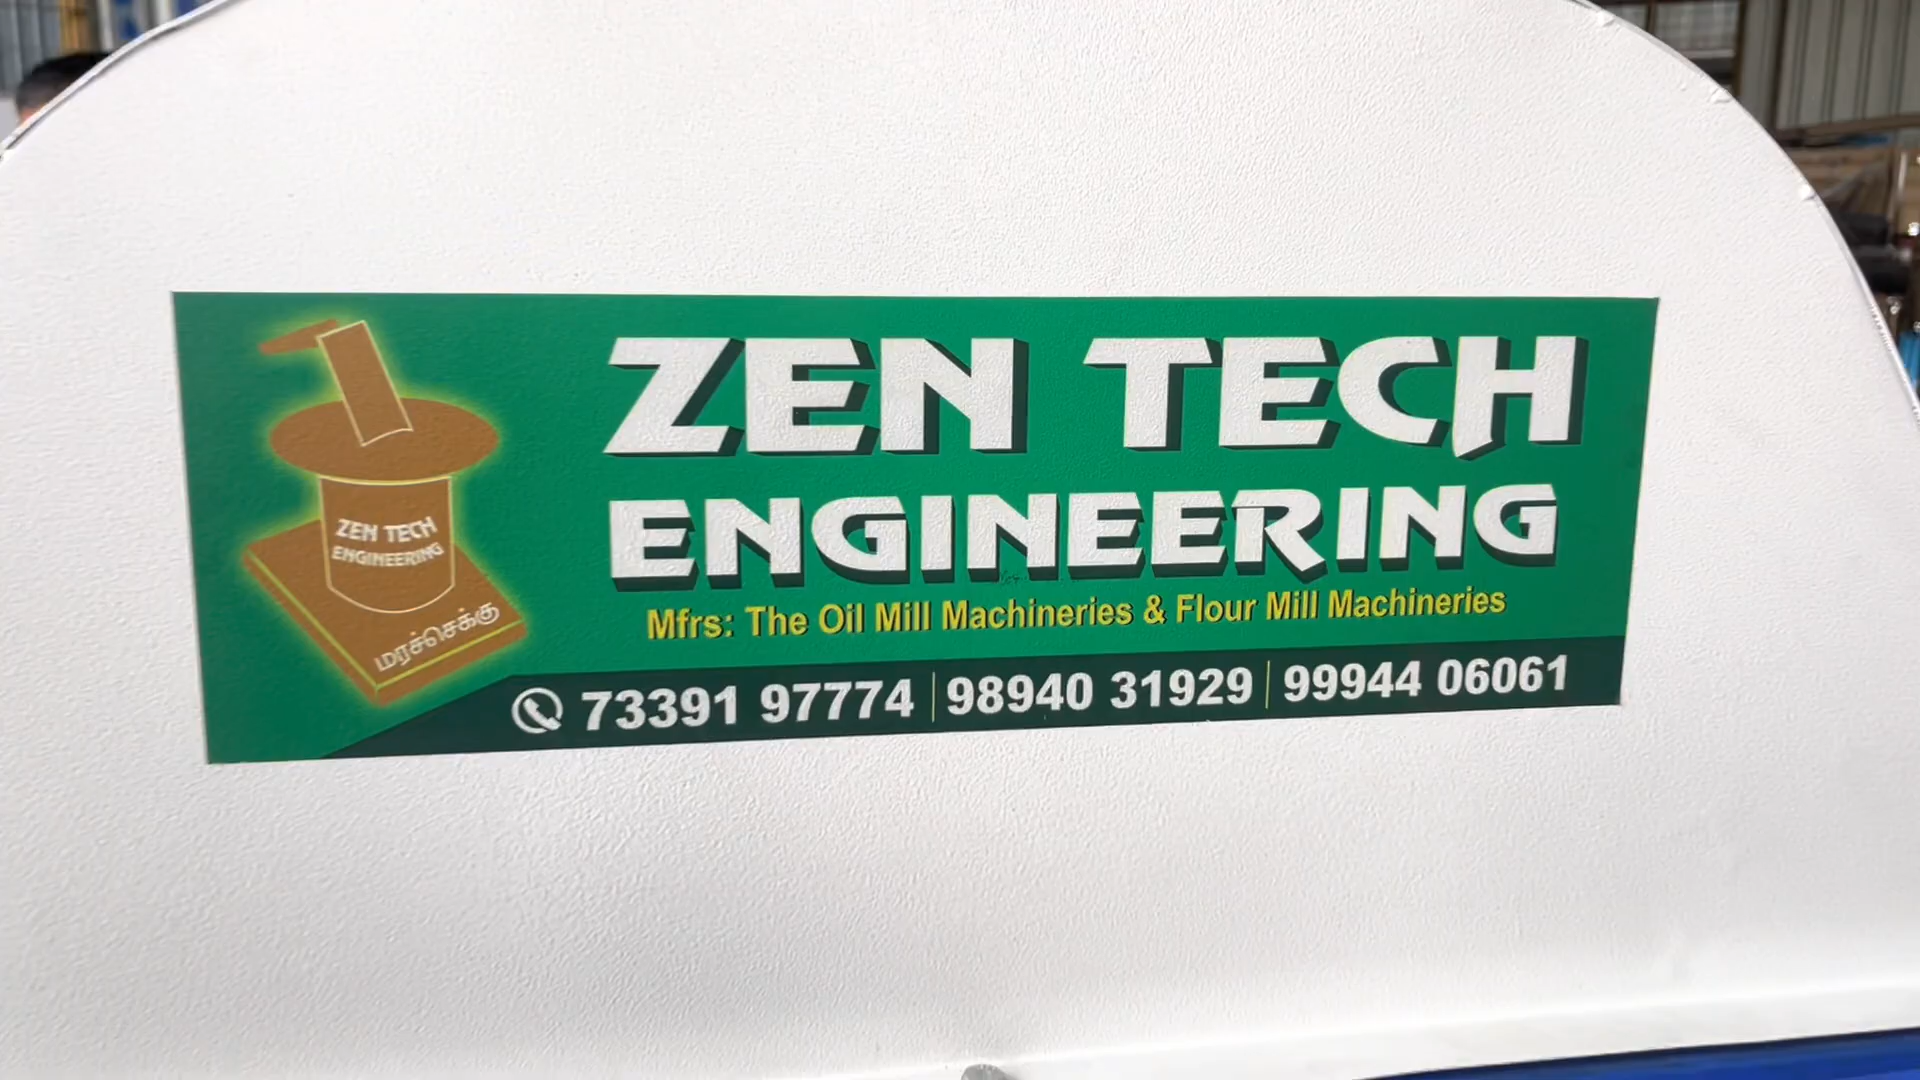 ZEN TECH
ENGINEERING
மரச்செக்கு
ZEN TECH
ENGINEERING
Mfrs: The Oil Mill Machineries & Flour Mill Machineries
73391 97774 | 98940 31929 | 99944 06061